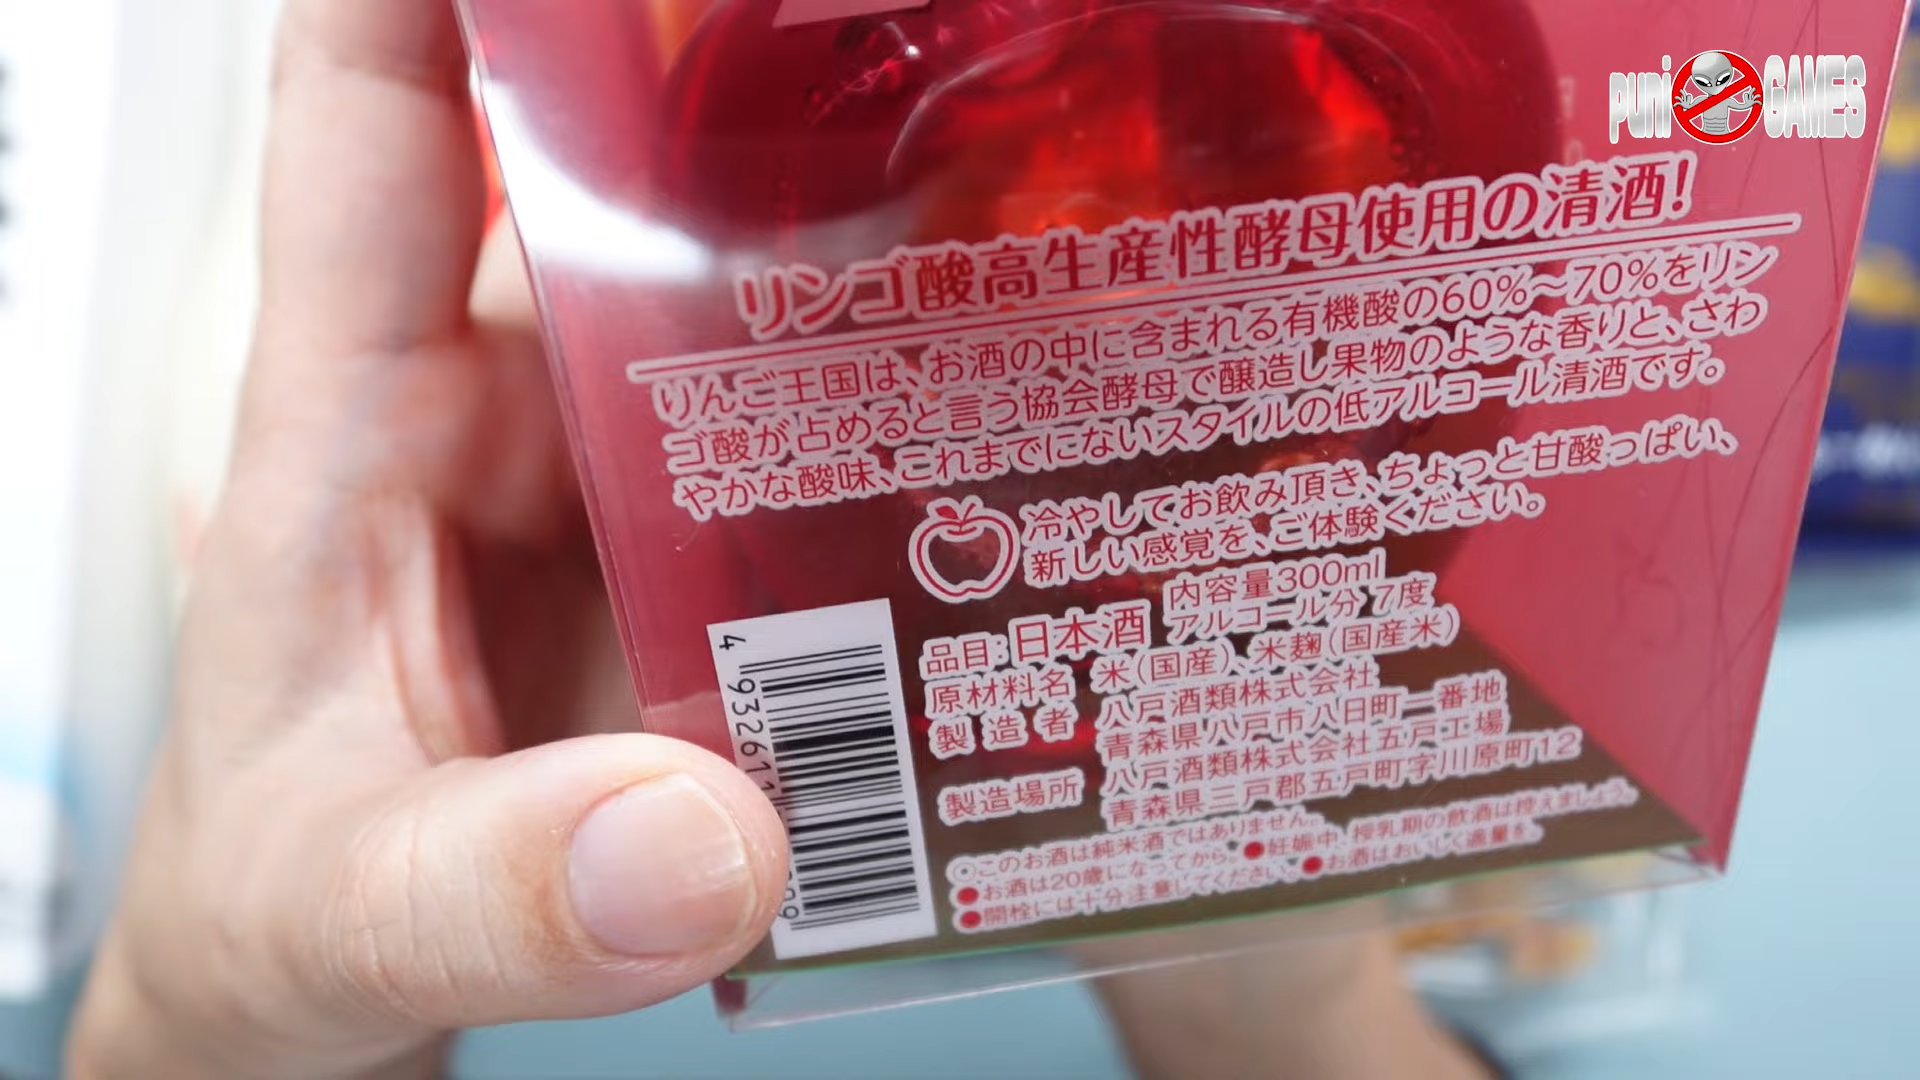 puni GAMES
リンゴ酸高生産性酵母使用の清酒!
りんご王国は、お酒の中に含まれる有機酸の60%～70%をリン
ゴ酸が占めると言う協会酵母で醸造し果物のような香りと、さわ
やかな酸味、これまでにないスタイルの低アルコール清酒です。
冷やしてお飲み頂き、ちょっと甘酸っぱい、
新しい感覚を、ご体験ください。
品目:日本酒 内容量300ml
アルコール分 7度
原材料名 米(国産)、米麹(国産米)
製造者 八戸酒類株式会社
青森県八戸市八日町一番地
製造場所 八戸酒類株式会社五戸工場
青森県三戸郡五戸町字川原町12
○このお酒は純米酒ではありません。
●お酒は20歳になってから。●妊娠中、授乳期の飲酒は控えましょう。
●開栓には十分注意してください。●お酒はおいしく適量を。
4 932611